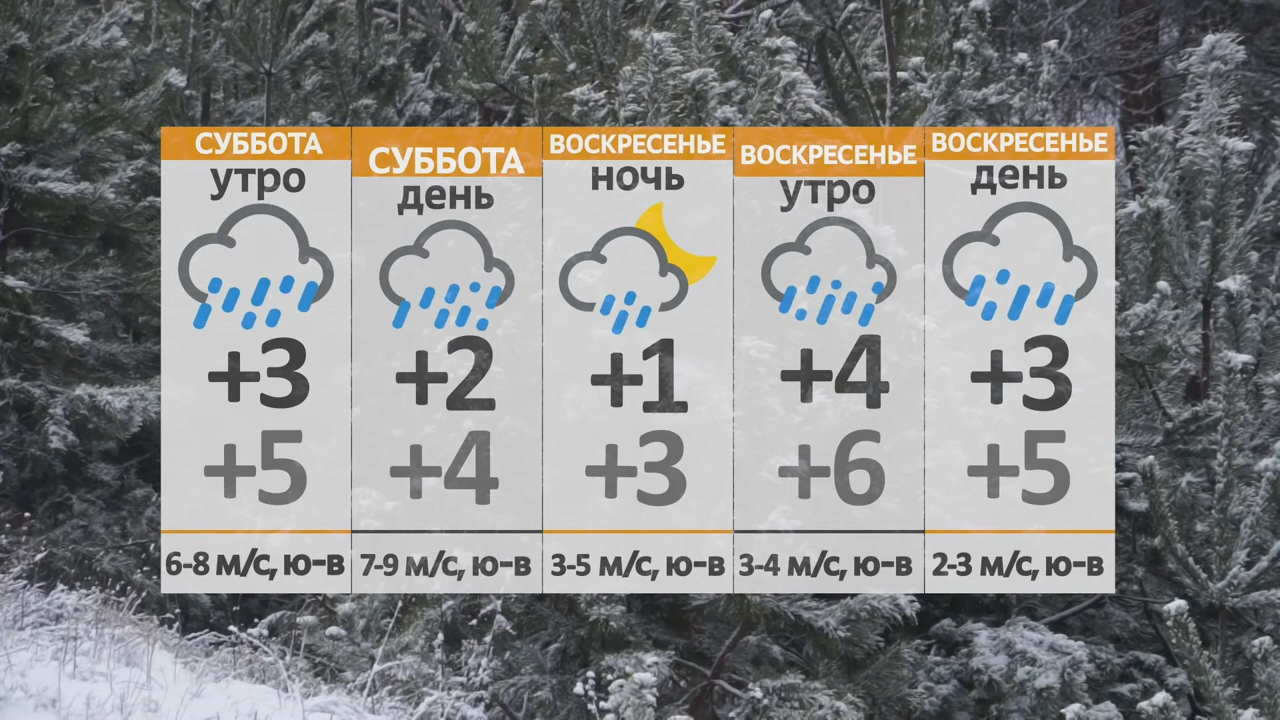 СУББОТА
утро
+3
+5
6-8 м/с, ю-в
СУББОТА
день
+2
+4
7-9 м/с, ю-в
ВОСКРЕСЕНЬЕ
ночь
+1
+3
3-5 м/с, ю-в
ВОСКРЕСЕНЬЕ
утро
+4
+6
3-4 м/с, ю-в
ВОСКРЕСЕНЬЕ
день
+3
+5
2-3 м/с, ю-в